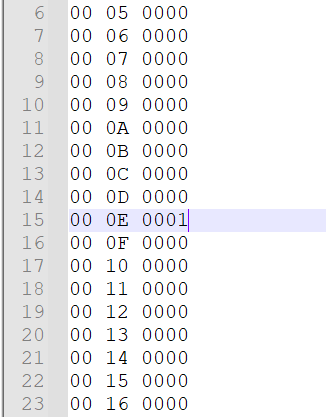 6 00 05 0000
7 00 06 0000
8 00 07 0000
9 00 08 0000
10 00 09 0000
11 00 0A 0000
12 00 0B 0000
13 00 0C 0000
14 00 0D 0000
15 00 0E 0001
16 00 0F 0000
17 00 10 0000
18 00 11 0000
19 00 12 0000
20 00 13 0000
21 00 14 0000
22 00 15 0000
23 00 16 0000